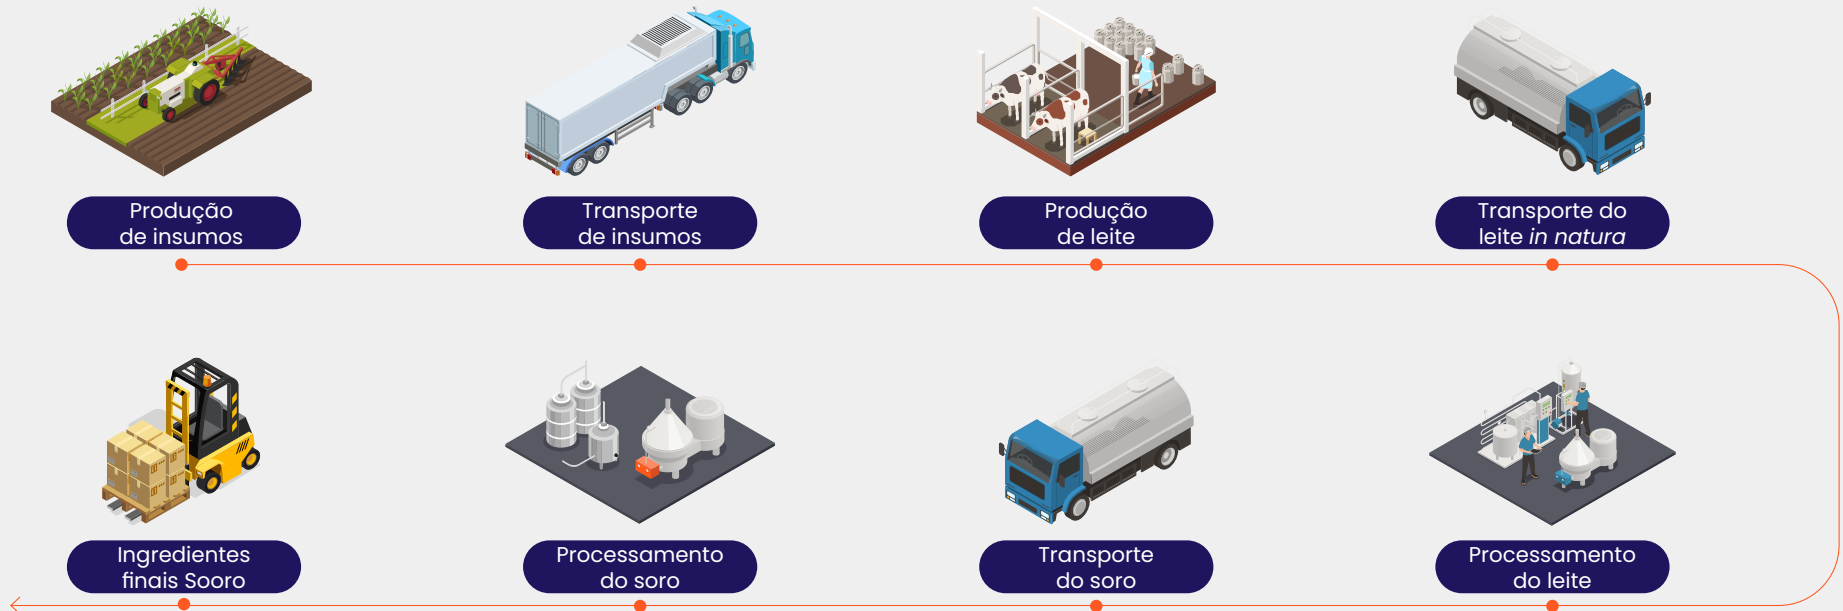 Produção
de insumos
Transporte
de insumos
Produção
de leite
Transporte do
leite in natura
Ingredientes
finais Sooro
Processamento
do soro
Transporte
do soro
Processamento
do leite